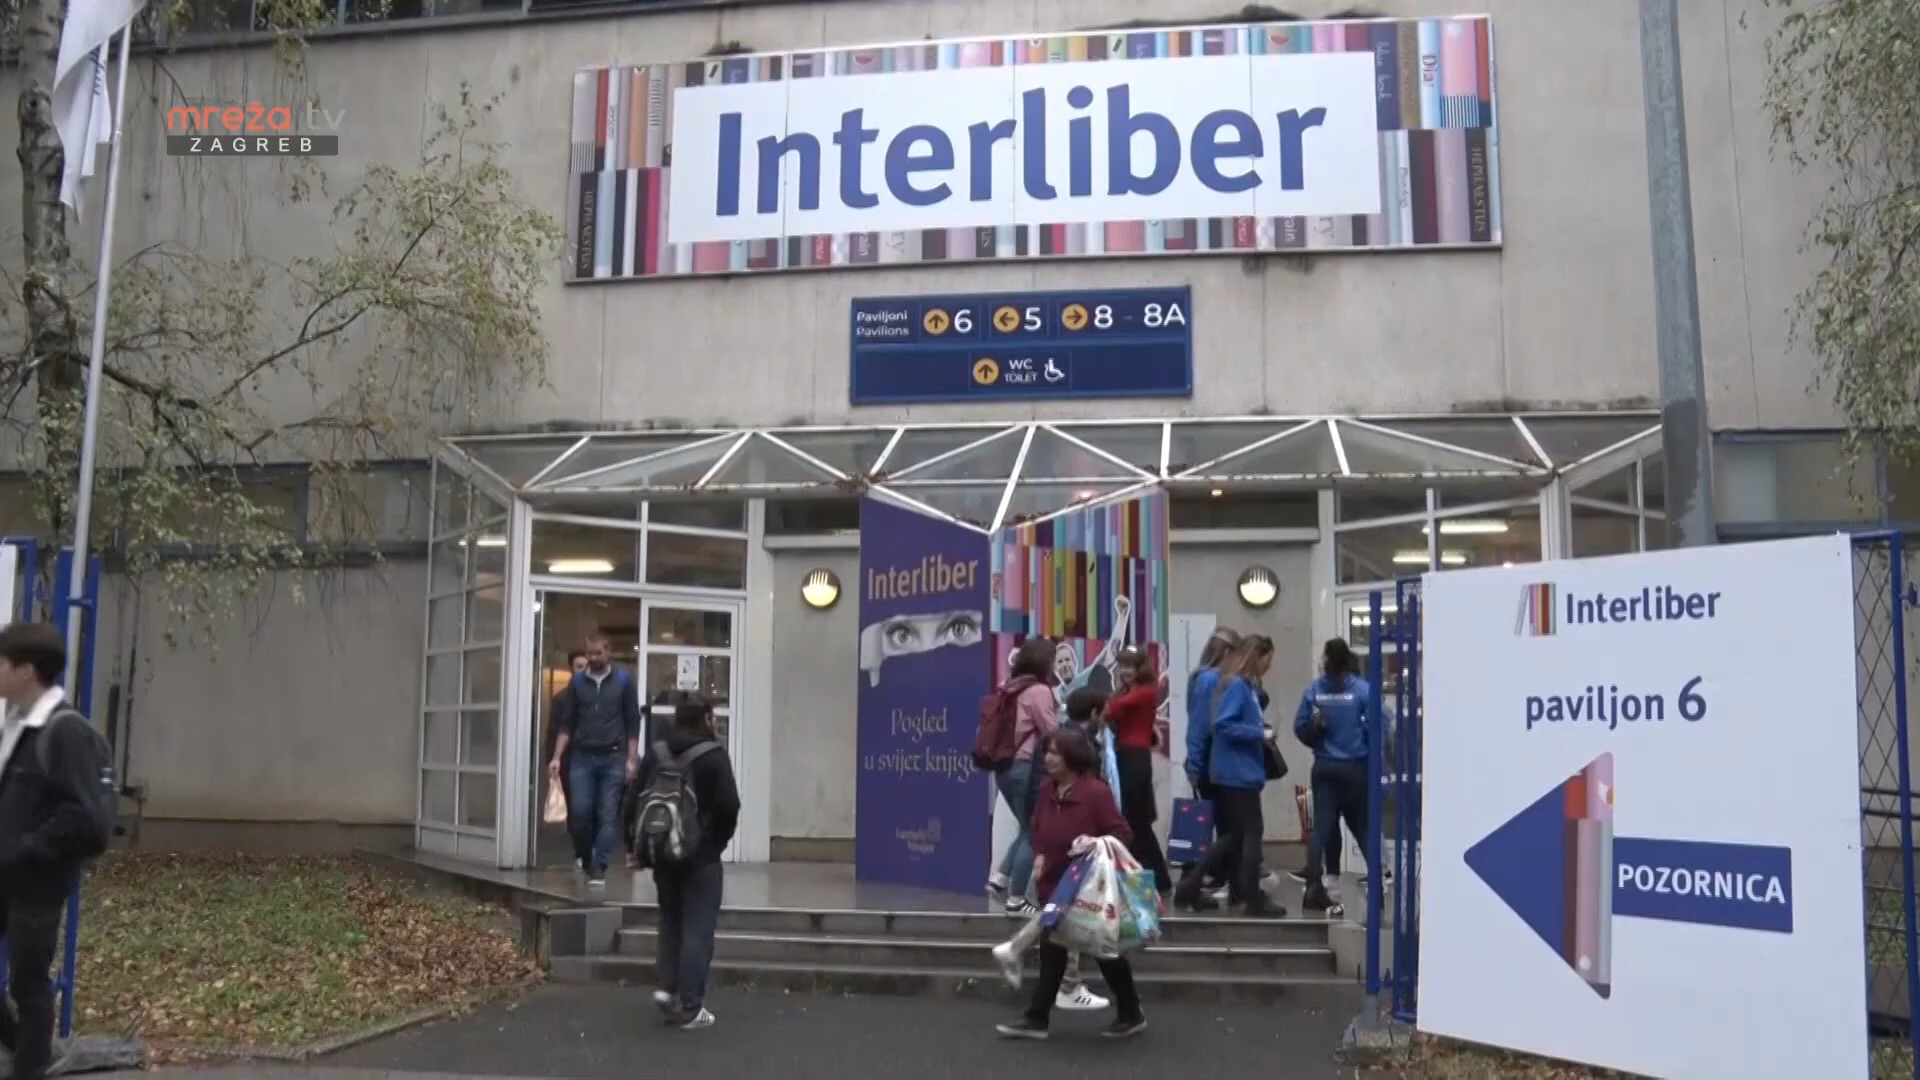 mreža tv
ZAGREB
Interliber
HEMINLASTUS
Paviljoni
Pavilions
6
5
8 - 8A
WC
TOILET
Interliber
Pogled
u svijet knjige
Interliber
paviljon 6
POZORNICA